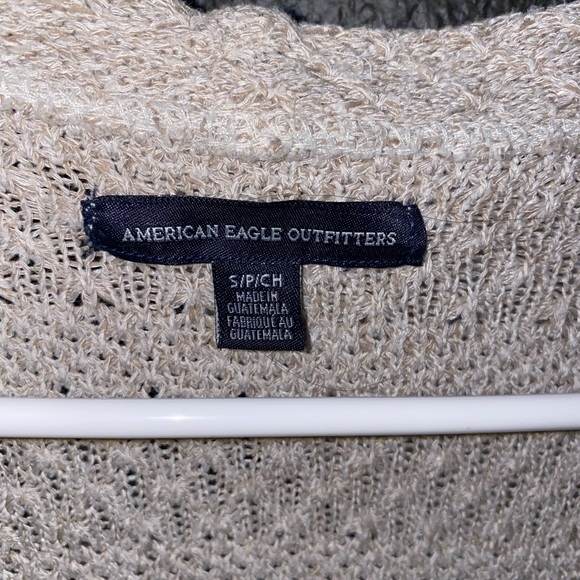 AMERICAN EAGLE OUTFITTERS
S/P/CH
MADE IN
GUATEMALA
FABRIQUE AU
GUATEMALA